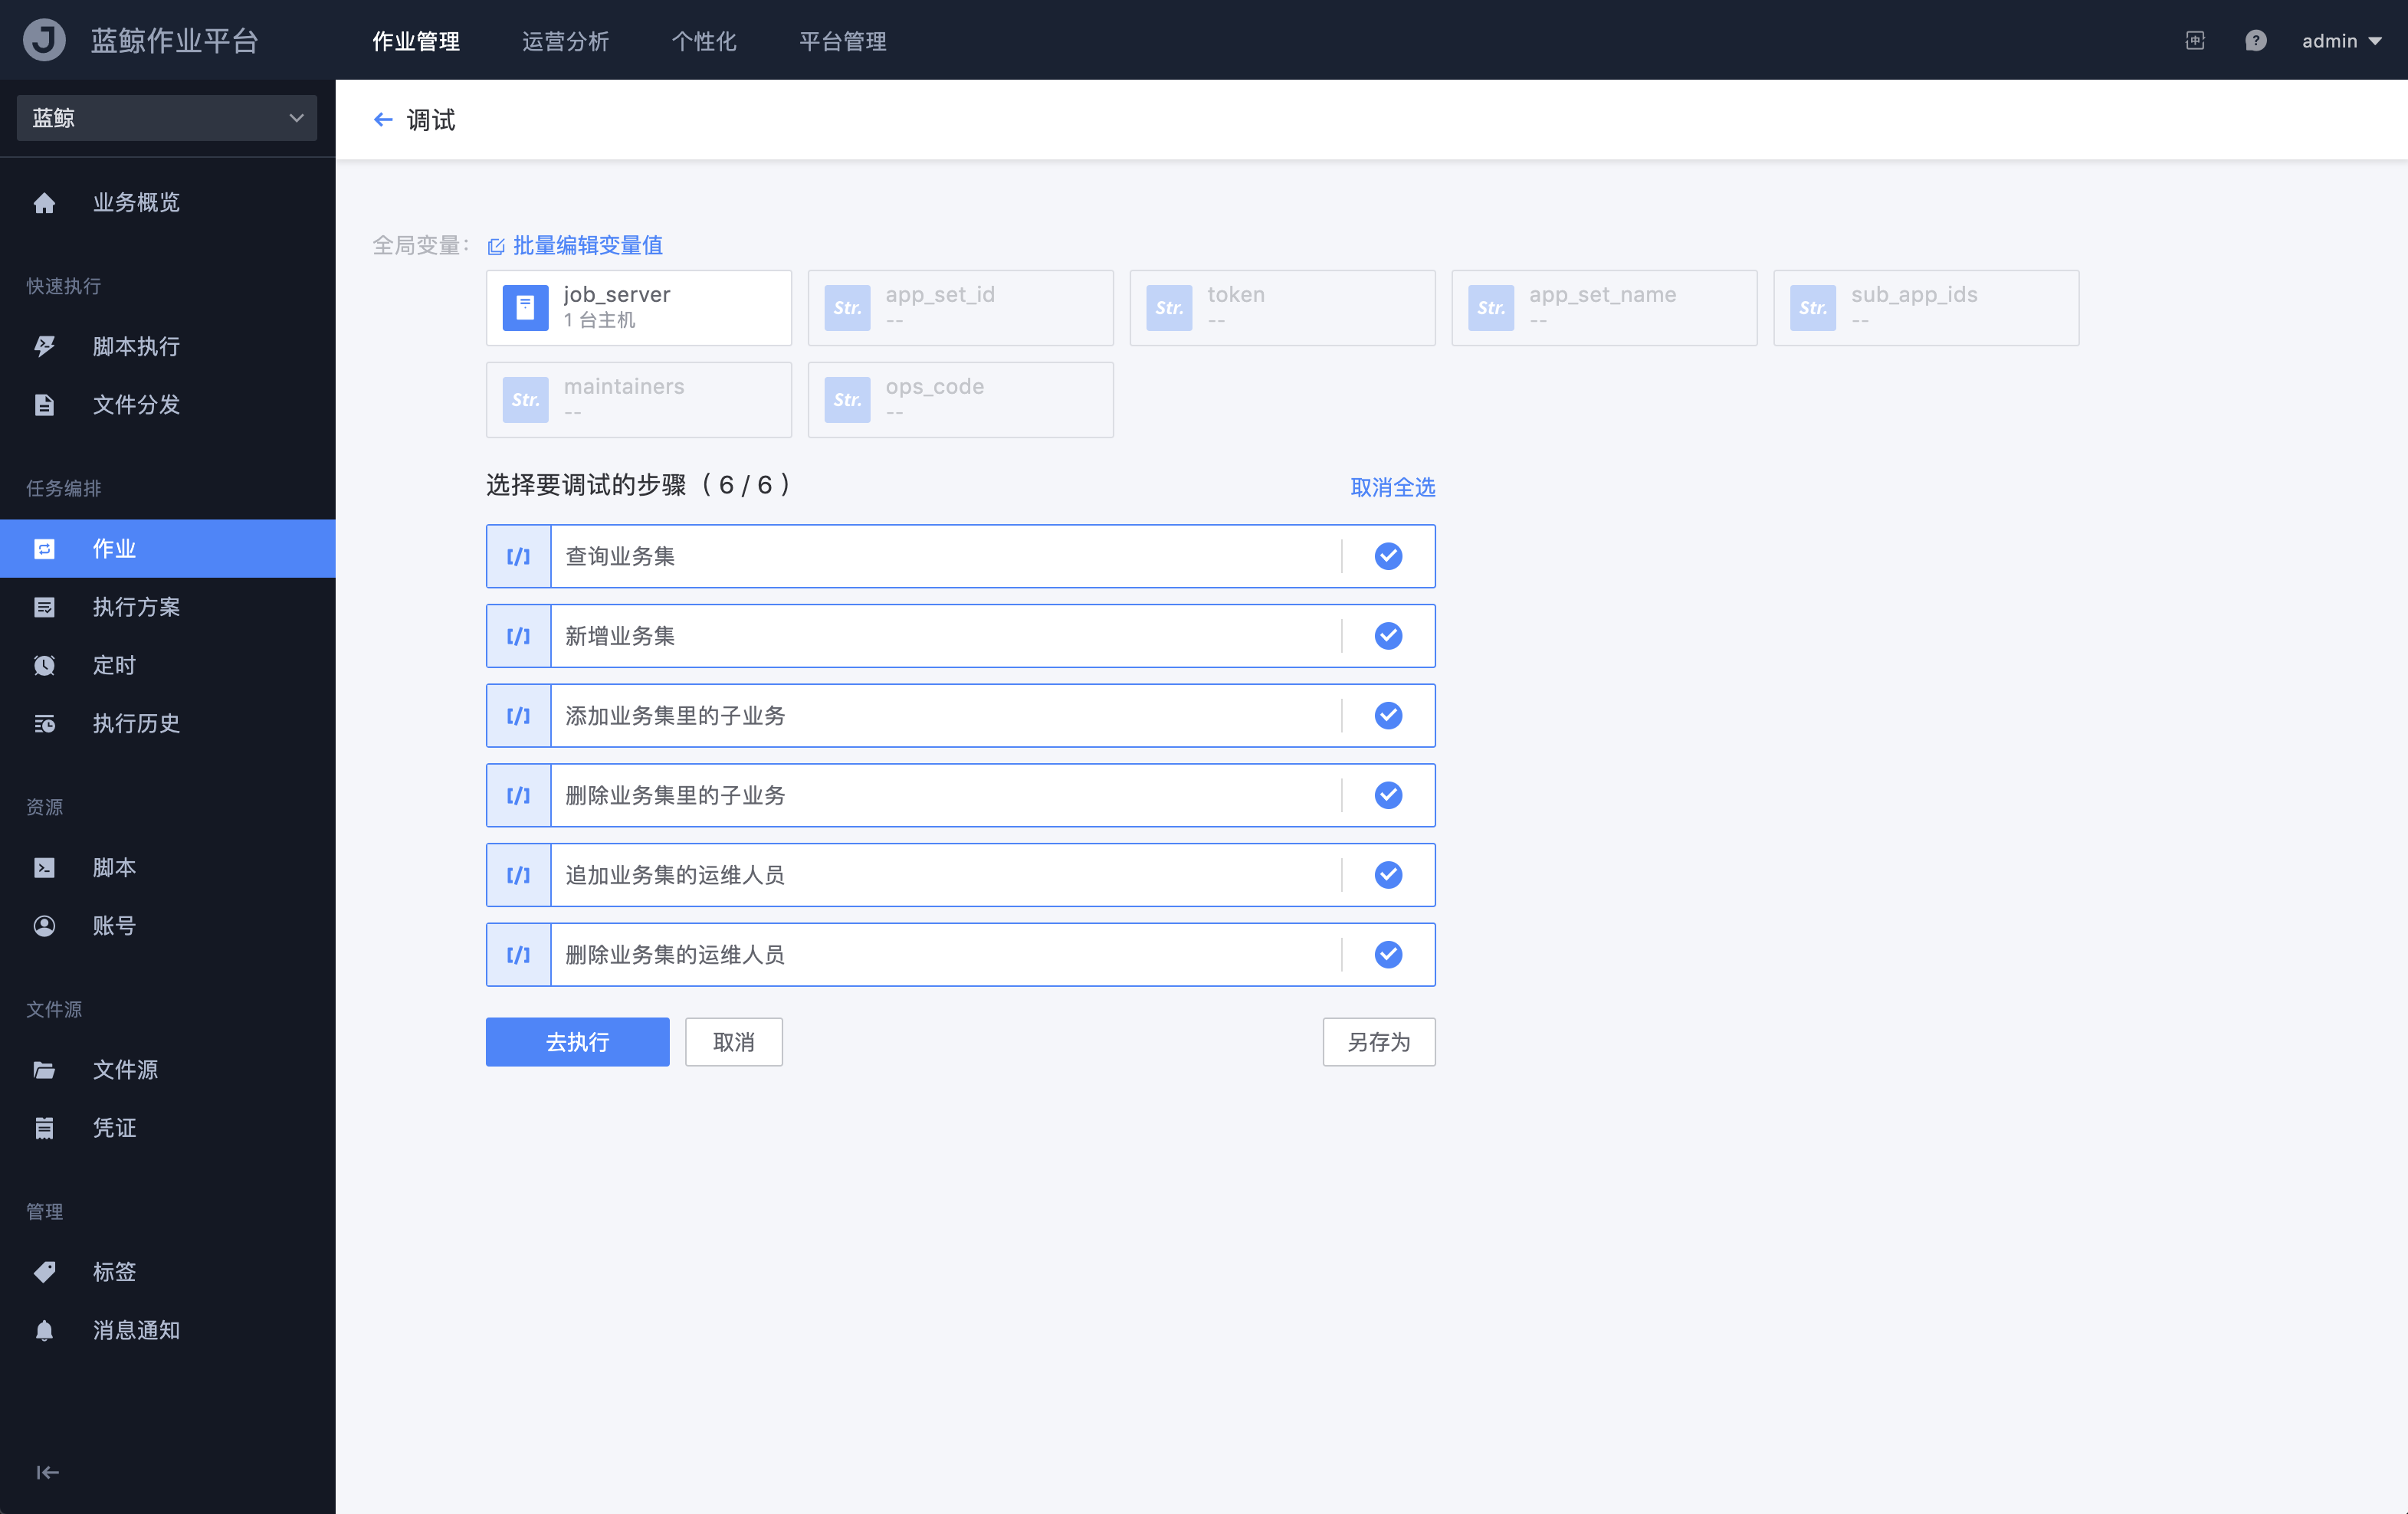 蓝鲸作业平台
作业管理
运营分析
个性化
平台管理
admin
蓝鲸
业务概览
快速执行
脚本执行
文件分发
任务编排
作业
执行方案
定时
执行历史
资源
脚本
账号
文件源
文件源
凭证
管理
标签
消息通知
调试
全局变量：
批量编辑变量值
job_server
1 台主机
Str.
app_set_id
--
Str.
token
--
Str.
app_set_name
--
Str.
sub_app_ids
--
Str.
maintainers
--
Str.
ops_code
--
选择要调试的步骤（ 6 / 6 ）
取消全选
查询业务集
新增业务集
添加业务集里的子业务
删除业务集里的子业务
追加业务集的运维人员
删除业务集的运维人员
去执行
取消
另存为